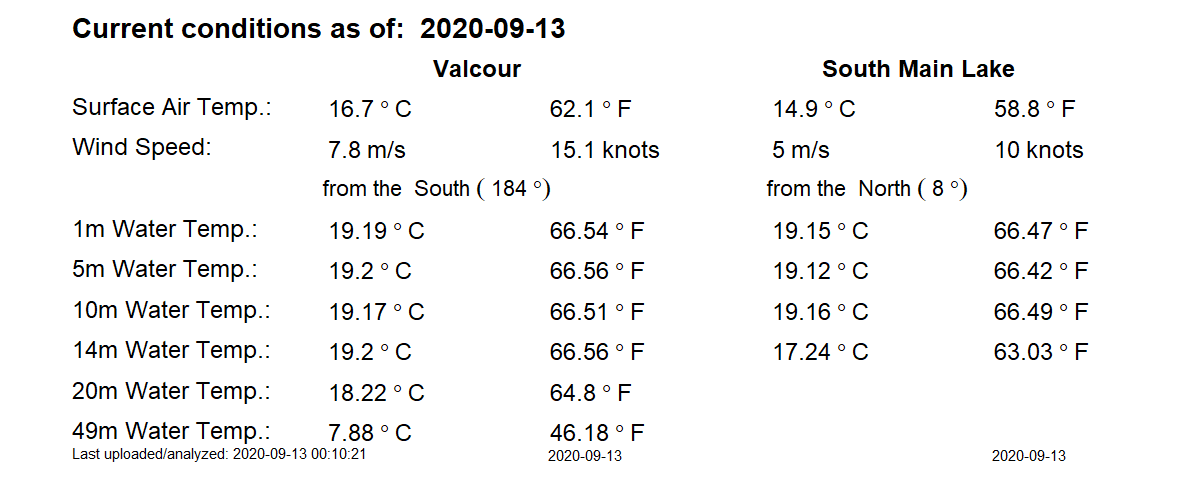 Current conditions as of: 2020-09-13
Valcour South Main Lake
Surface Air Temp.: 16.7 ° C 62.1 ° F 14.9 ° C 58.8 ° F
Wind Speed: 7.8 m/s 15.1 knots 5 m/s 10 knots
from the South ( 184 °) from the North ( 8 °)
1m Water Temp.: 19.19 ° C 66.54 ° F 19.15 ° C 66.47 ° F
5m Water Temp.: 19.2 ° C 66.56 ° F 19.12 ° C 66.42 ° F
10m Water Temp.: 19.17 ° C 66.51 ° F 19.16 ° C 66.49 ° F
14m Water Temp.: 19.2 ° C 66.56 ° F 17.24 ° C 63.03 ° F
20m Water Temp.: 18.22 ° C 64.8 ° F
49m Water Temp.: 7.88 ° C 46.18 ° F
Last uploaded/analyzed: 2020-09-13 00:10:21 2020-09-13 2020-09-13